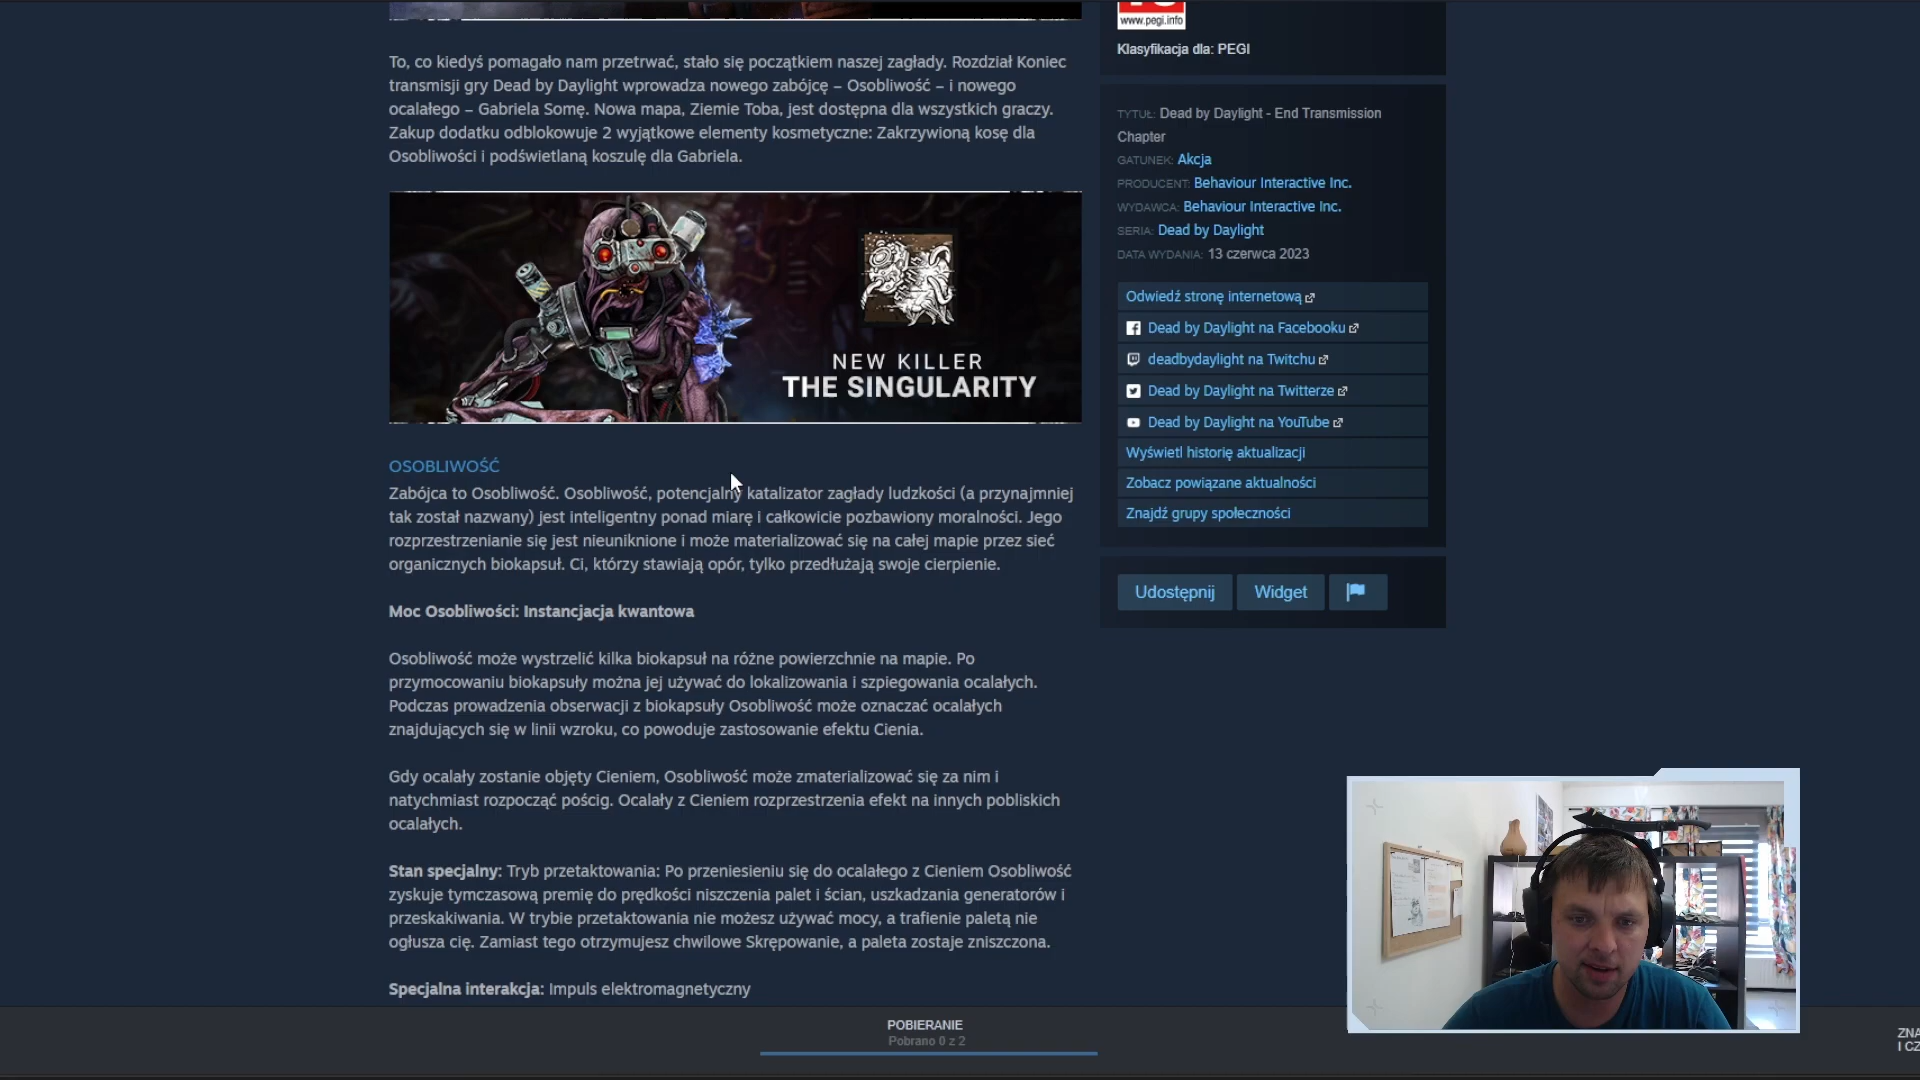 www.pegi.info
Klasyfikacja dla: PEGI
To, co kiedyś pomagało nam przetrwać, stało się początkiem naszej zagłady. Rozdział Koniec
transmisji gry Dead by Daylight wprowadza nowego zabójcę – Osobliwość – i nowego
ocalałego – Gabriela Somę. Nowa mapa, Ziemie Toba, jest dostępna dla wszystkich graczy.
Zakup dodatku odblokowuje 2 wyjątkowe elementy kosmetyczne: Zakrzywioną kosę dla
Osobliwości i podświetlaną koszulę dla Gabriela.
NEW KILLER
THE SINGULARITY
OSOBLIWOŚĆ
Zabójca to Osobliwość. Osobliwość, potencjalny katalizator zagłady ludzkości (a przynajmniej
tak został nazwany) jest inteligentny ponad miarę i całkowicie pozbawiony moralności. Jego
rozprzestrzenianie się jest nieuniknione i może materializować się na całej mapie przez sieć
organicznych biokapsuł. Ci, którzy stawiają opór, tylko przedłużają swoje cierpienie.
Moc Osobliwości: Instancjacja kwantowa
Osobliwość może wystrzelić kilka biokapsuł na różne powierzchnie na mapie. Po
przymocowaniu biokapsuły można jej używać do lokalizowania i szpiegowania ocalałych.
Podczas prowadzenia obserwacji z biokapsuły Osobliwość może oznaczać ocalałych
znajdujących się w linii wzroku, co powoduje zastosowanie efektu Cienia.
Gdy ocalały zostanie objęty Cieniem, Osobliwość może zmaterializować się za nim i
natychmiast rozpocząć pościg. Ocalały z Cieniem rozprzestrzenia efekt na innych pobliskich
ocalałych.
Stan specjalny: Tryb przetaktowania: Po przeniesieniu się do ocalałego z Cieniem Osobliwość
zyskuje tymczasową premię do prędkości niszczenia palet i ścian, uszkadzania generatorów i
przeskakiwania. W trybie przetaktowania nie możesz używać mocy, a trafienie paletą nie
ogłusza cię. Zamiast tego otrzymujesz chwilowe Skrępowanie, a paleta zostaje zniszczona.
Specjalna interakcja: Impuls elektromagnetyczny
TYTUŁ: Dead by Daylight - End Transmission
Chapter
GATUNEK: Akcja
PRODUCENT: Behaviour Interactive Inc.
WYDAWCA: Behaviour Interactive Inc.
SERIA: Dead by Daylight
DATA WYDANIA: 13 czerwca 2023
Odwiedź stronę internetową
Dead by Daylight na Facebooku
deadbydaylight na Twitchu
Dead by Daylight na Twitterze
Dead by Daylight na YouTube
Wyświetl historię aktualizacji
Zobacz powiązane aktualności
Znajdź grupy społeczności
Udostępnij
Widget
POBIERANIE
Pobrano 0 z 2
ZNA
I CZ